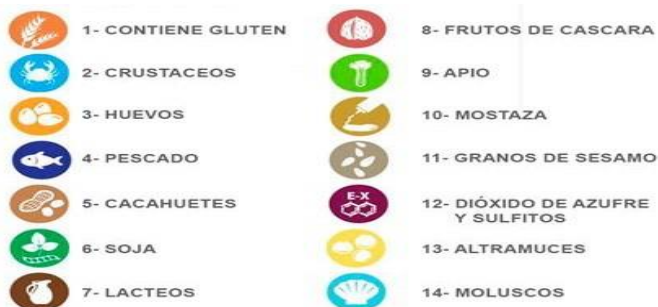 1- CONTIENE GLUTEN
2- CRUSTACEOS
3- HUEVOS
4- PESCADO
5- CACAHUETES
6- SOJA
7- LACTEOS
8- FRUTOS DE CASCARA
9- APIO
10- MOSTAZA
11- GRANOS DE SESAMO
E-X
12- DIÓXIDO DE AZUFRE
Y SULFITOS
13- ALTRAMUCES
14- MOLUSCOS